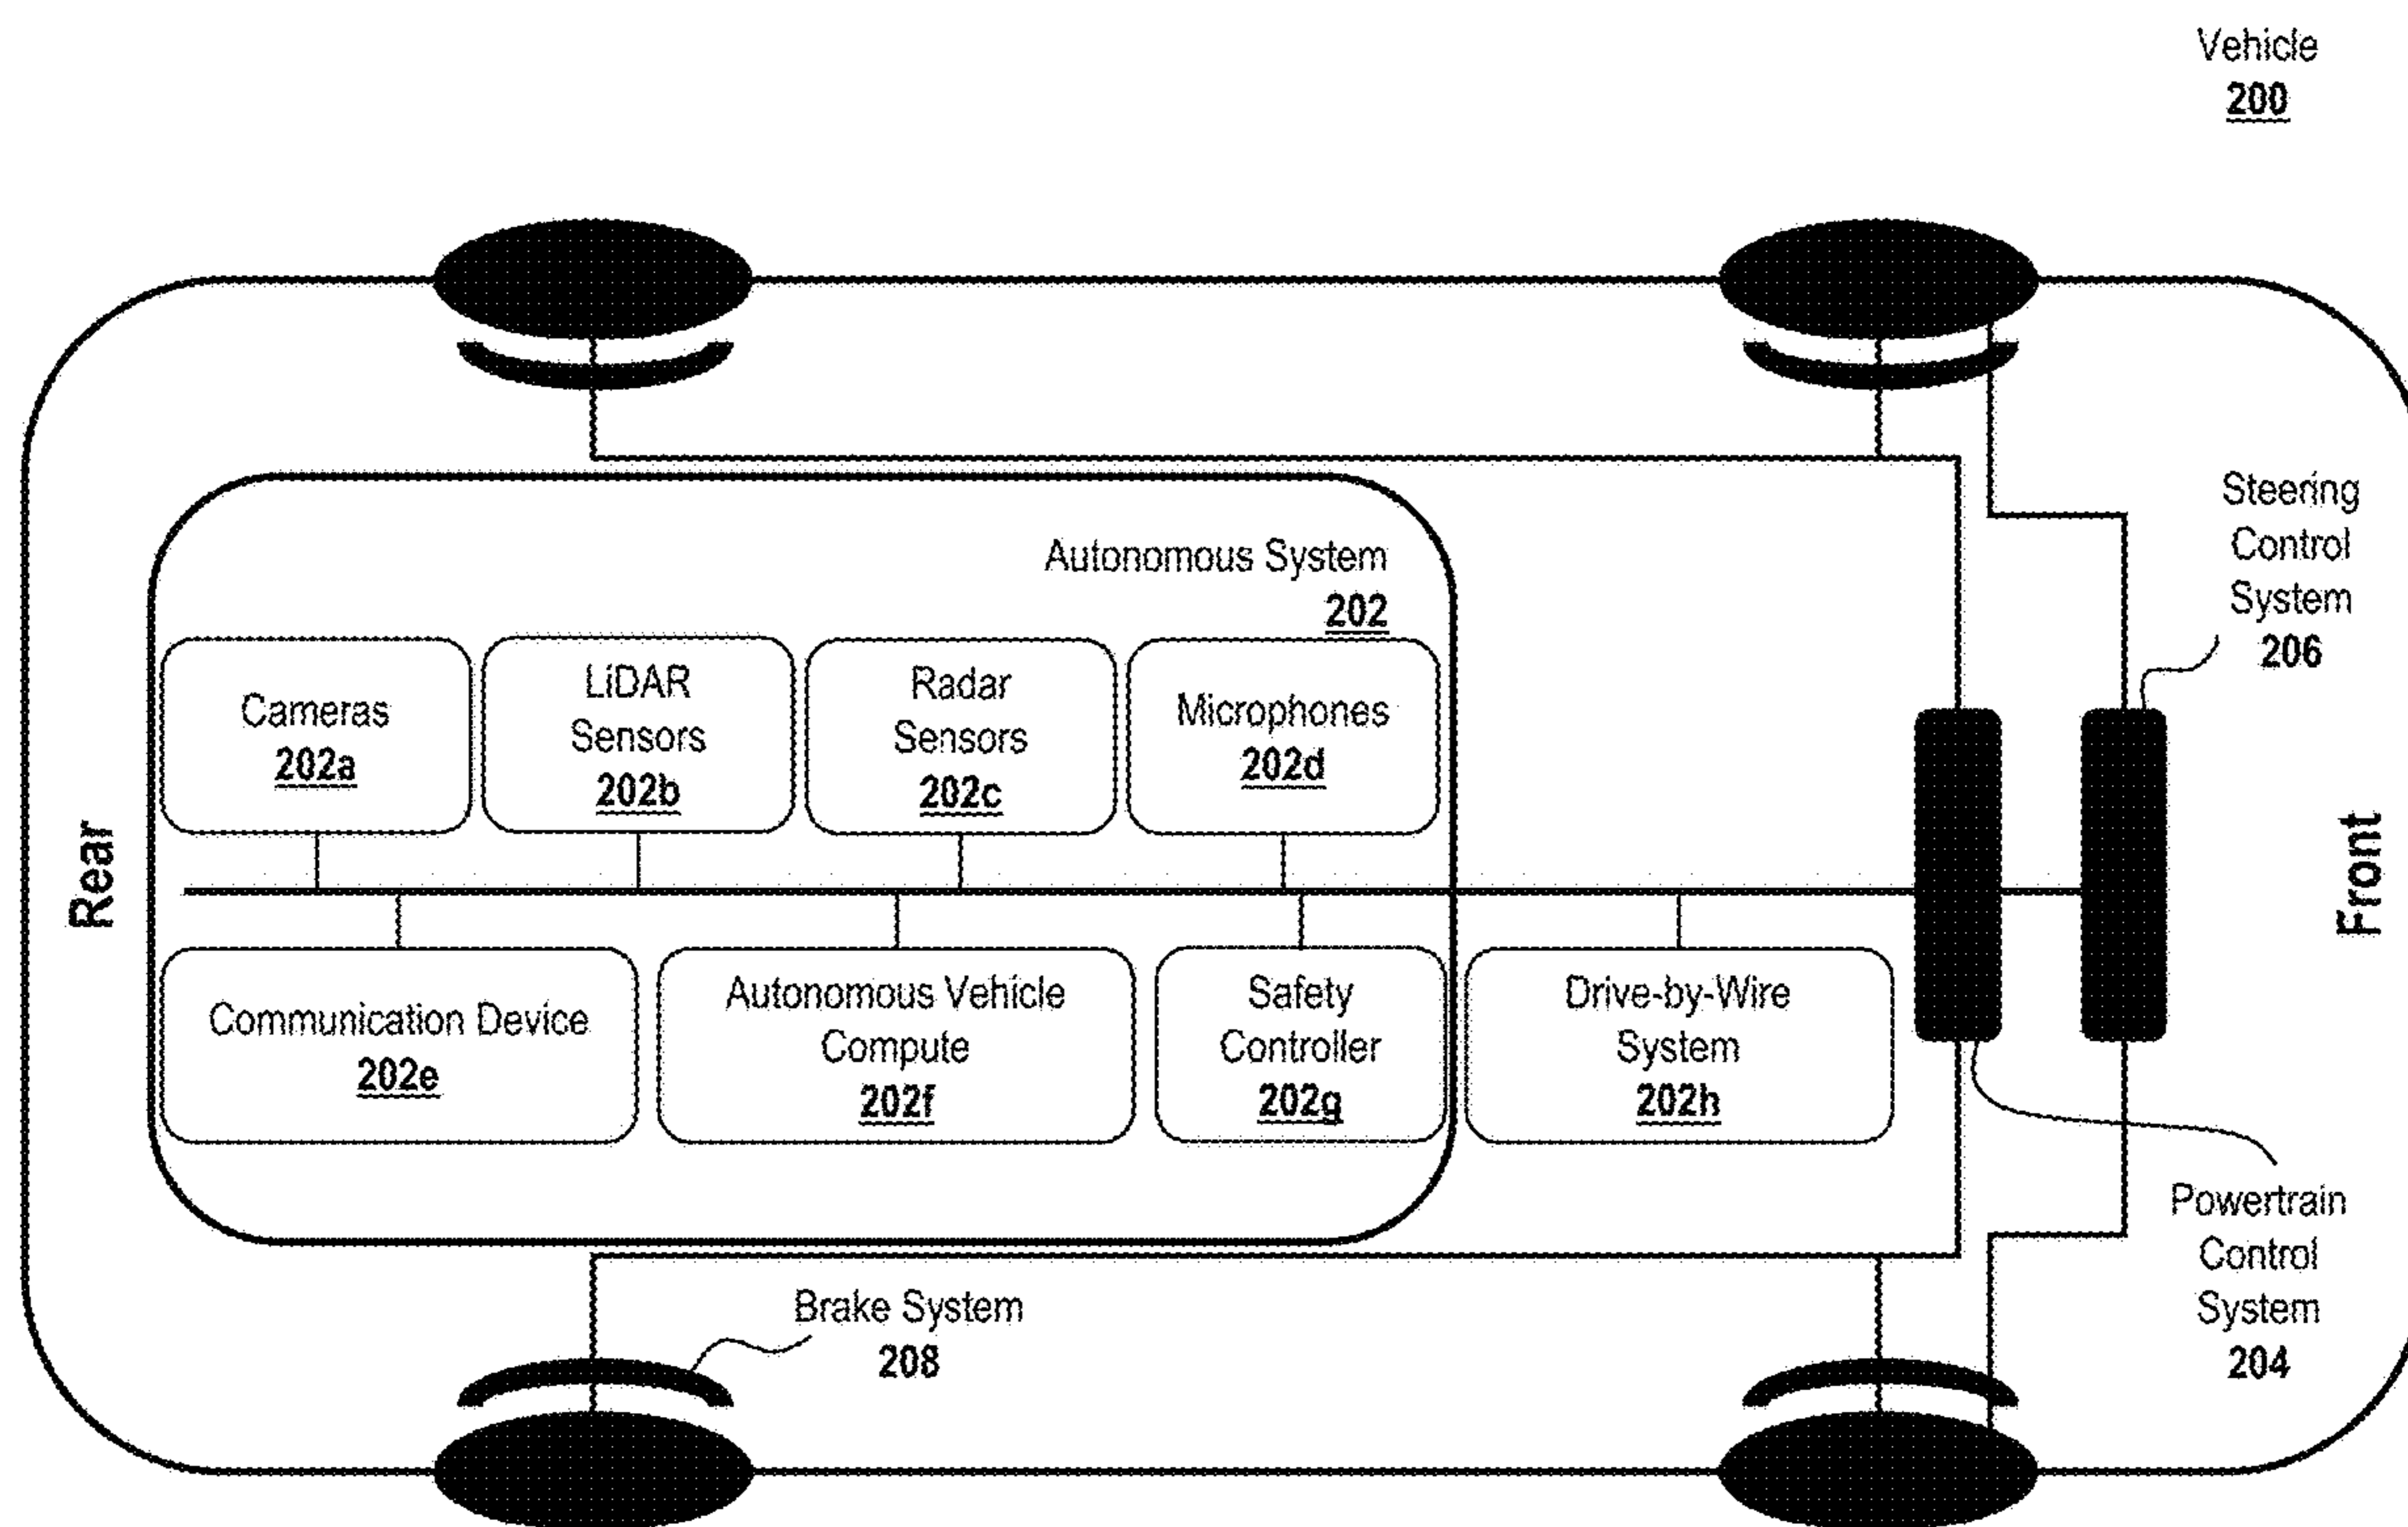 Vehicle
200
Steering
Control
System
206
Autonomous System
202
Cameras
202a
LiDAR
Sensors
202b
Radar
Sensors
202c
Microphones
202d
Rear
Front
Communication Device
202e
Autonomous Vehicle
Compute
202f
Safety
Controller
202g
Drive-by-Wire
System
202h
Powertrain
Control
System
204
Brake System
208